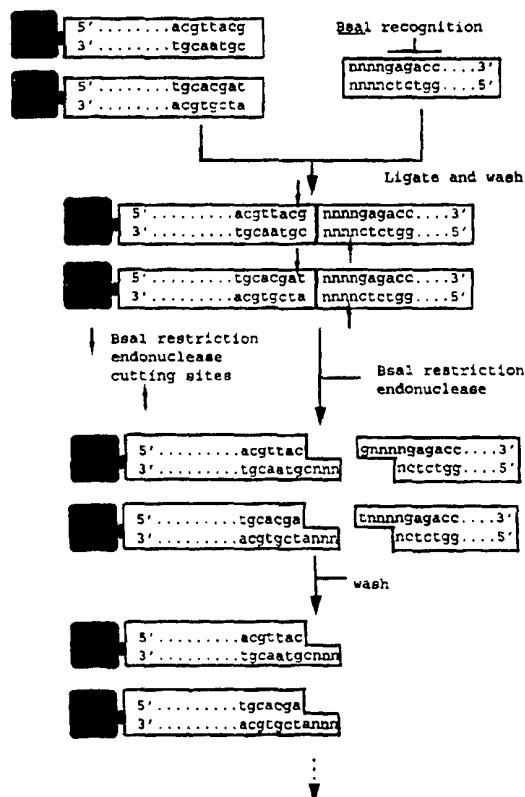 5'.........acgttacg
3' tgcaatgc
BsaI recognition
nnnngagacc....3'
nnnnctctgg....5'
5'.........tgcacgat
3' acgtgcta
Ligate and wash
5'.........acgttacg nnnngagacc....3'
3' tgcaatgc nnnnctctgg....5'
5'.........tgcacgat nnnngagacc....3'
3' acgtgcta nnnnctctgg....5'
BsaI restriction
endonuclease
cutting sites
BsaI restriction
endonuclease
5'.........acgttac
3'.........tgcaatgcnnn
gnnnngagacc....3'
nctctgg....5'
5'.........tgcacga
3'.........acgtgctannn
tnnnngagacc....3'
nctctgg....5'
wash
5'.........acgttac
3'.........tgcaatgcnnn
5'.........tgcacga
3'.........acgtgctannn